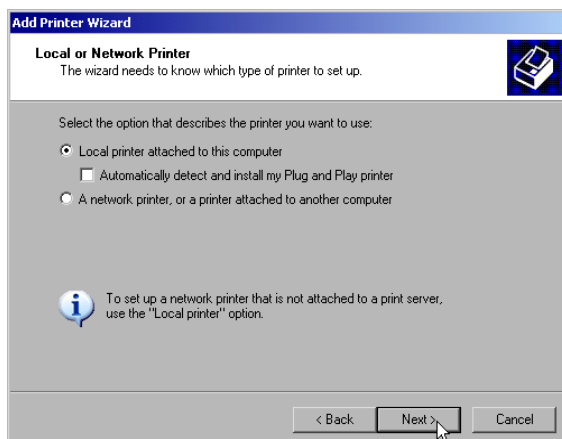 Add Printer Wizard
Local or Network Printer
The wizard needs to know which type of printer to set up.
Select the option that describes the printer you want to use:
Local printer attached to this computer
Automatically detect and install my Plug and Play printer
A network printer, or a printer attached to another computer
To set up a network printer that is not attached to a print server,
use the "Local printer" option.
< Back Next > Cancel